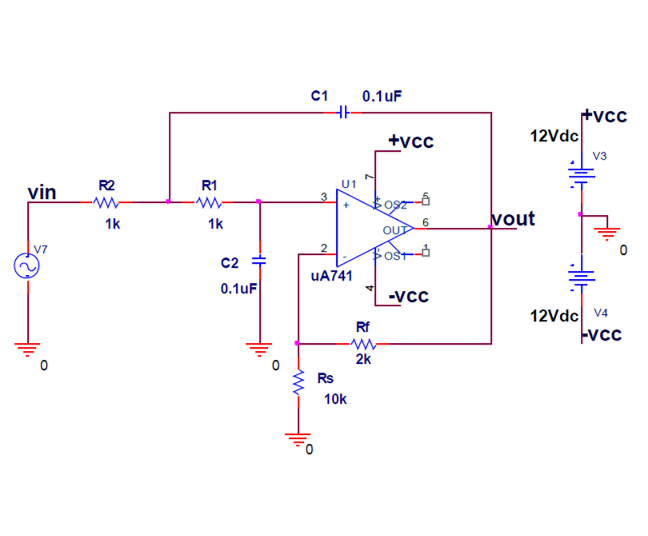 C1 0.1uF
+vcc
+vcc
12Vdc
V3
vin
R2
R1
1k
1k
7
U1
3
+
OS2
5
6
OUT
vout
2
-
OS1
1
uA741
4
-vcc
V+
V-
V7
C2
0.1uF
0
0
0
12Vdc
V4
-vcc
Rf
2k
Rs
10k
0